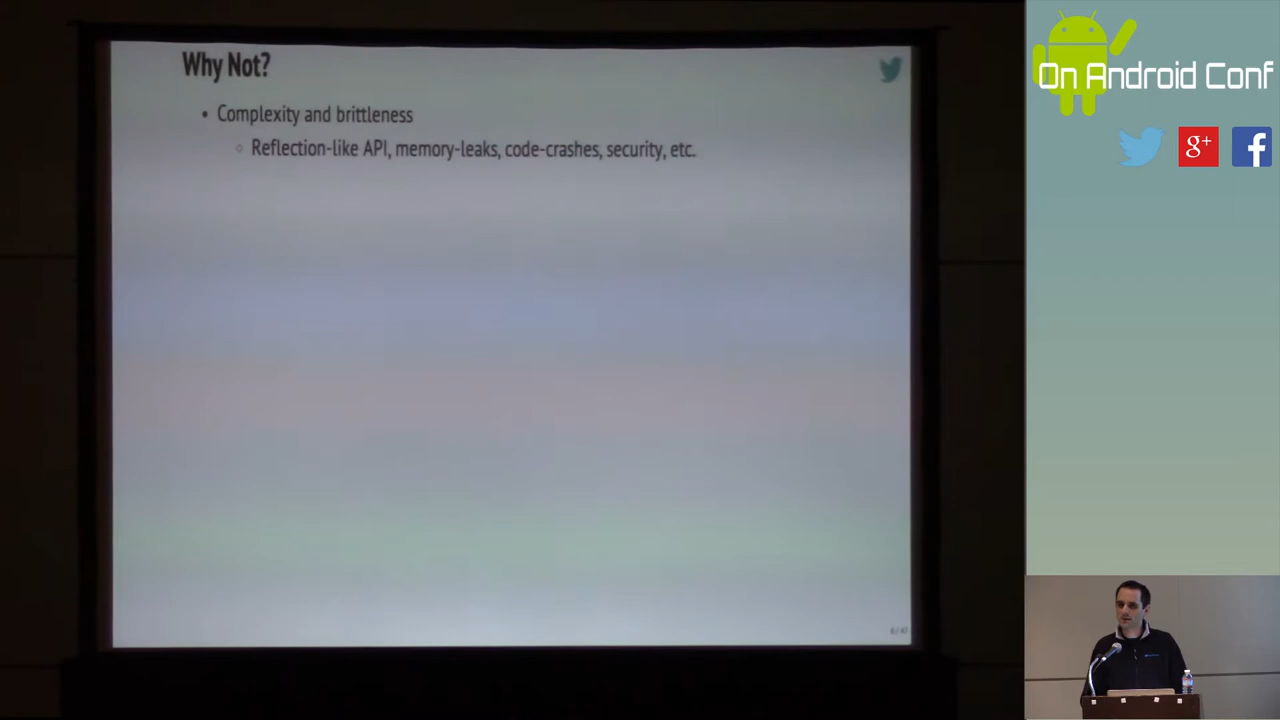 Why Not?
• Complexity and brittleness
○ Reflection-like API, memory-leaks, code-crashes, security, etc.
On Android Conf
g+
f